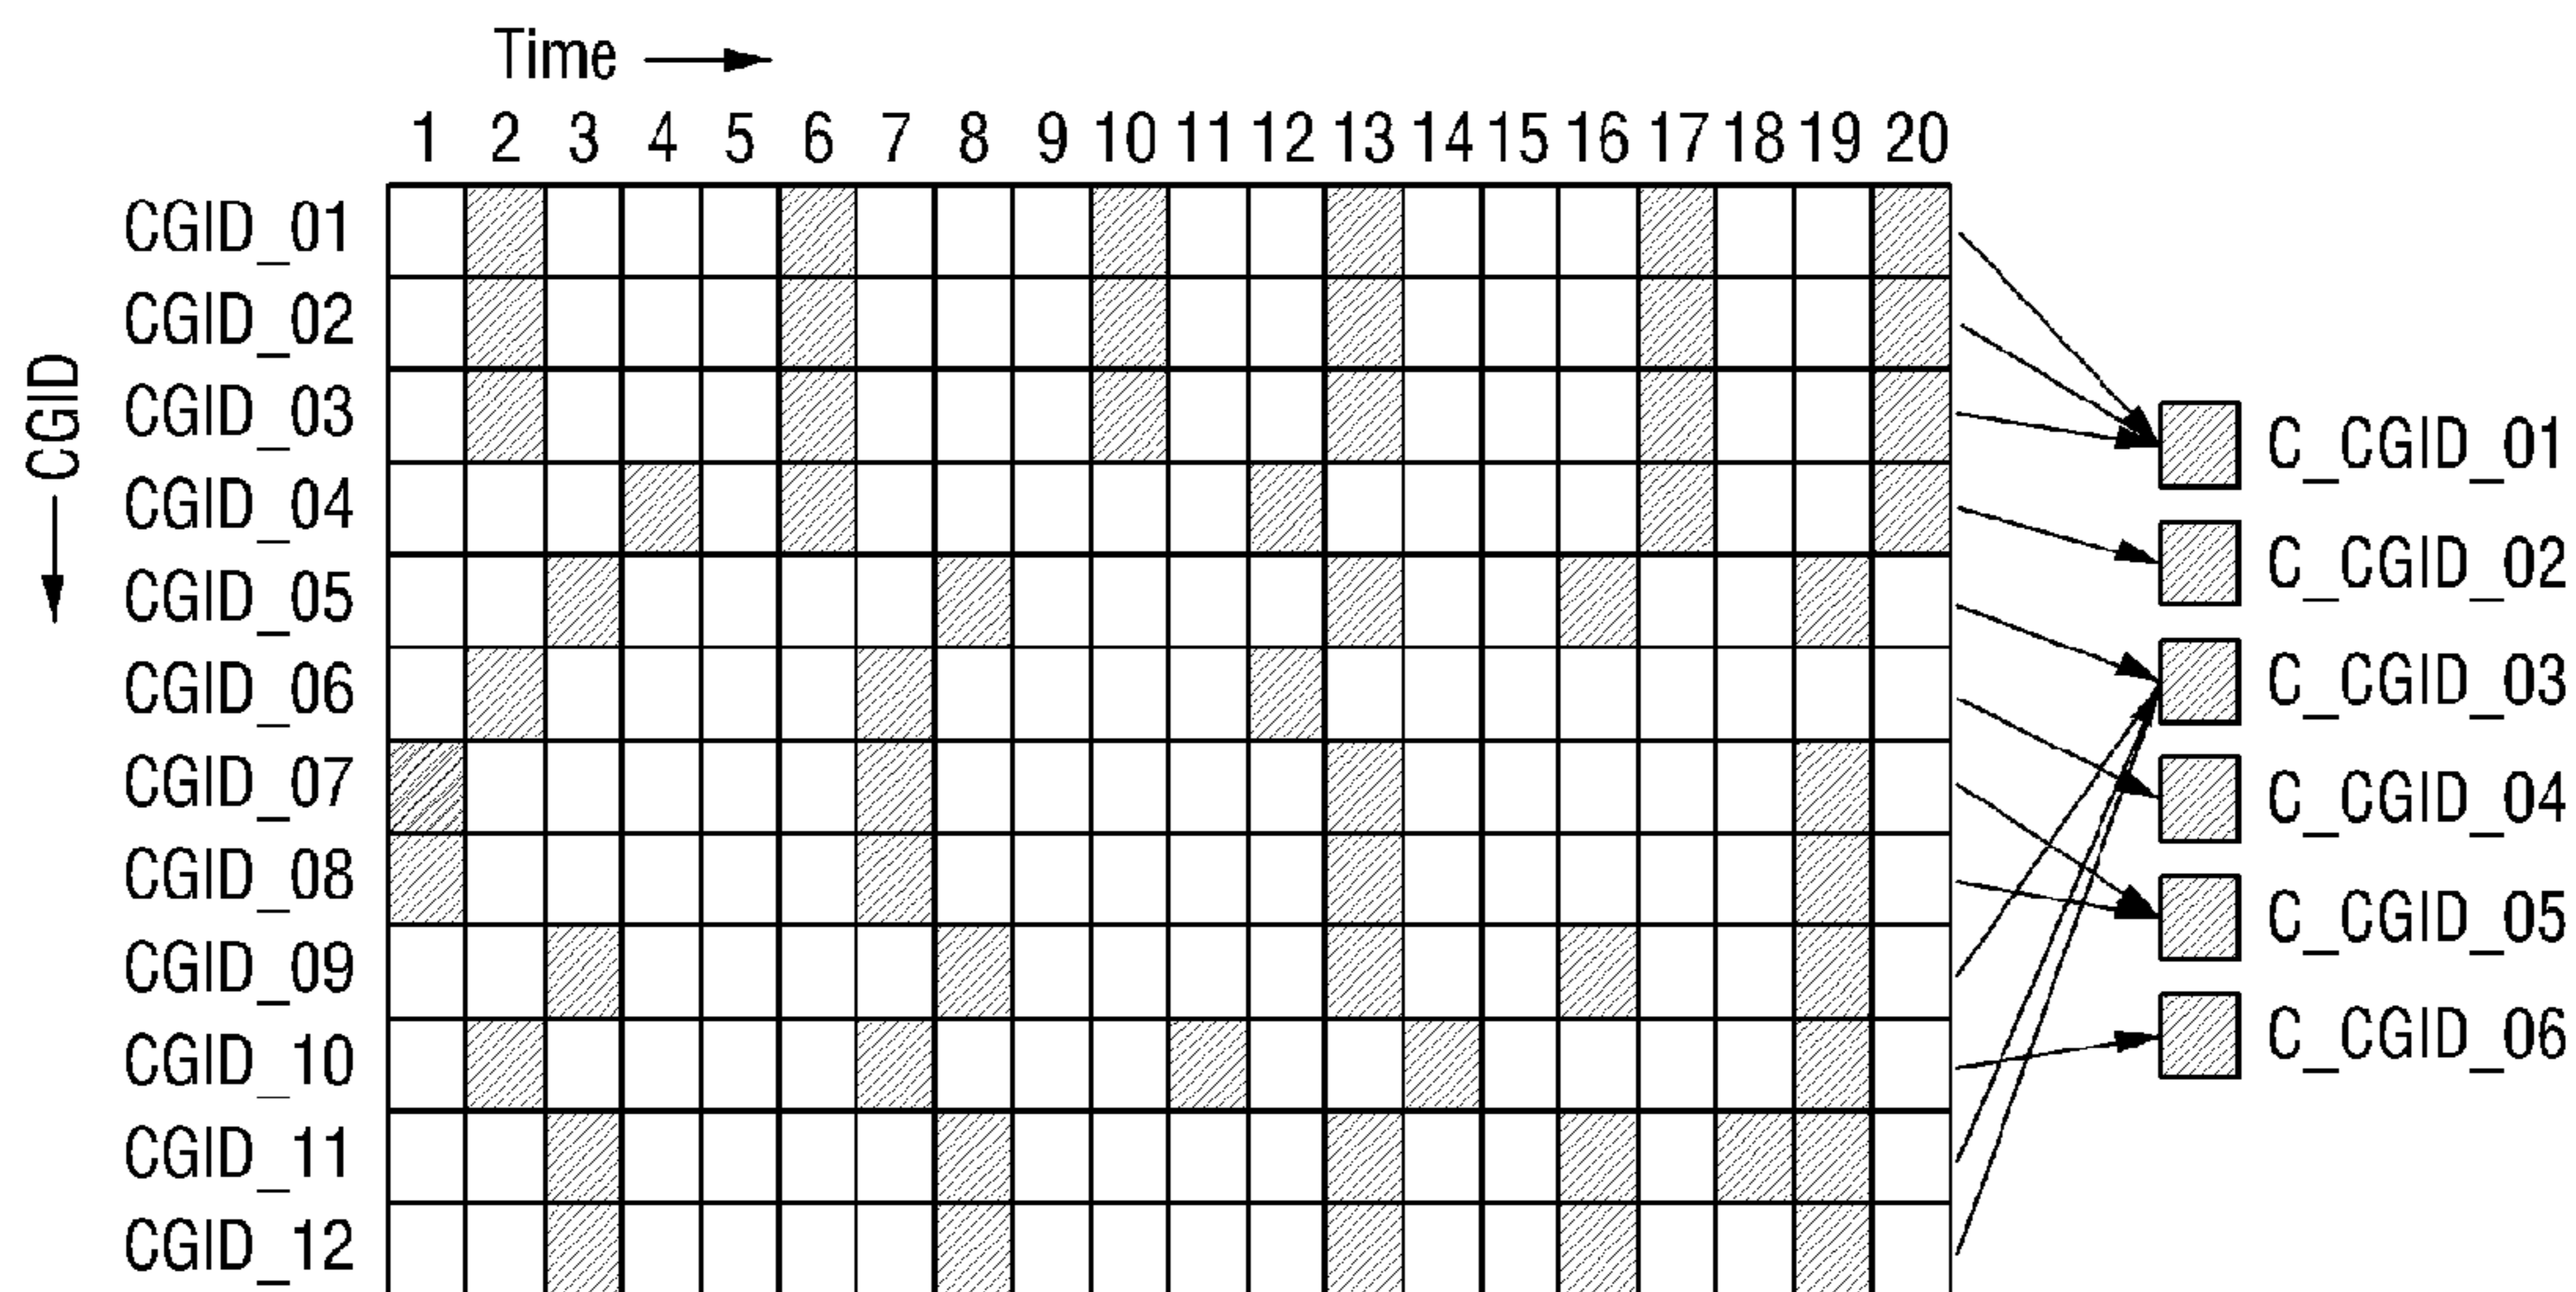 Time
1 2 3 4 5 6 7 8 9 10 11 12 13 14 15 16 17 18 19 20
CGID
CGID_01
CGID_02
CGID_03
CGID_04
CGID_05
CGID_06
CGID_07
CGID_08
CGID_09
CGID_10
CGID_11
CGID_12
C_CGID_01
C_CGID_02
C_CGID_03
C_CGID_04
C_CGID_05
C_CGID_06